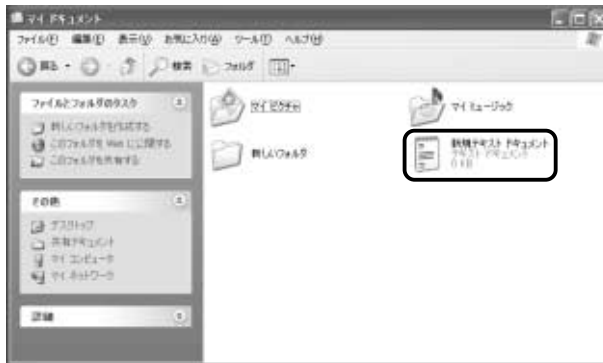 マイ ドキュメント
ファイル(F) 編集(E) 表示(V) お気に入り(A) ツール(T) ヘルプ(H)
戻る 検索 フォルダ
ファイルとフォルダのタスク
新しいフォルダを作成する
このフォルダを Web に公開する
このフォルダを共有する
その他
デスクトップ
共有ドキュメント
マイ コンピュータ
マイ ネットワーク
詳細
マイ ピクチャ
マイ ミュージック
新しいフォルダ
新規テキスト ドキュメント
テキスト ドキュメント
0 KB